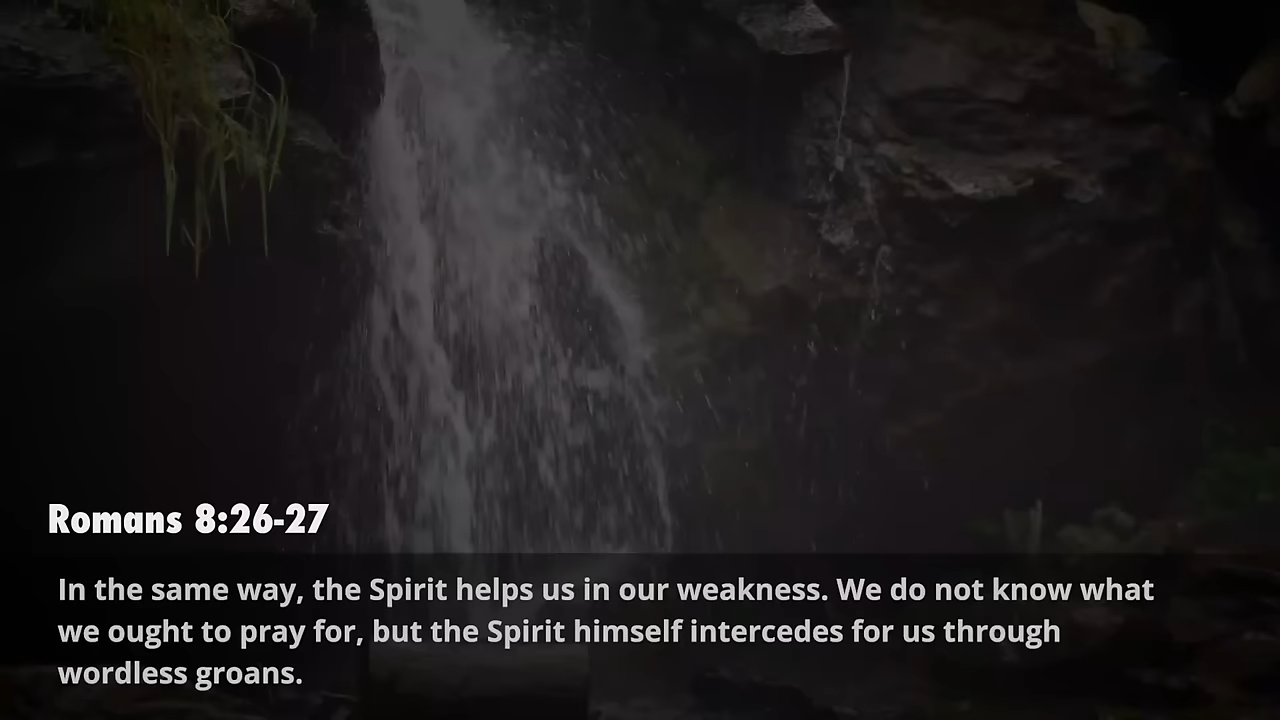 Romans 8:26-27
In the same way, the Spirit helps us in our weakness. We do not know what
we ought to pray for, but the Spirit himself intercedes for us through
wordless groans.